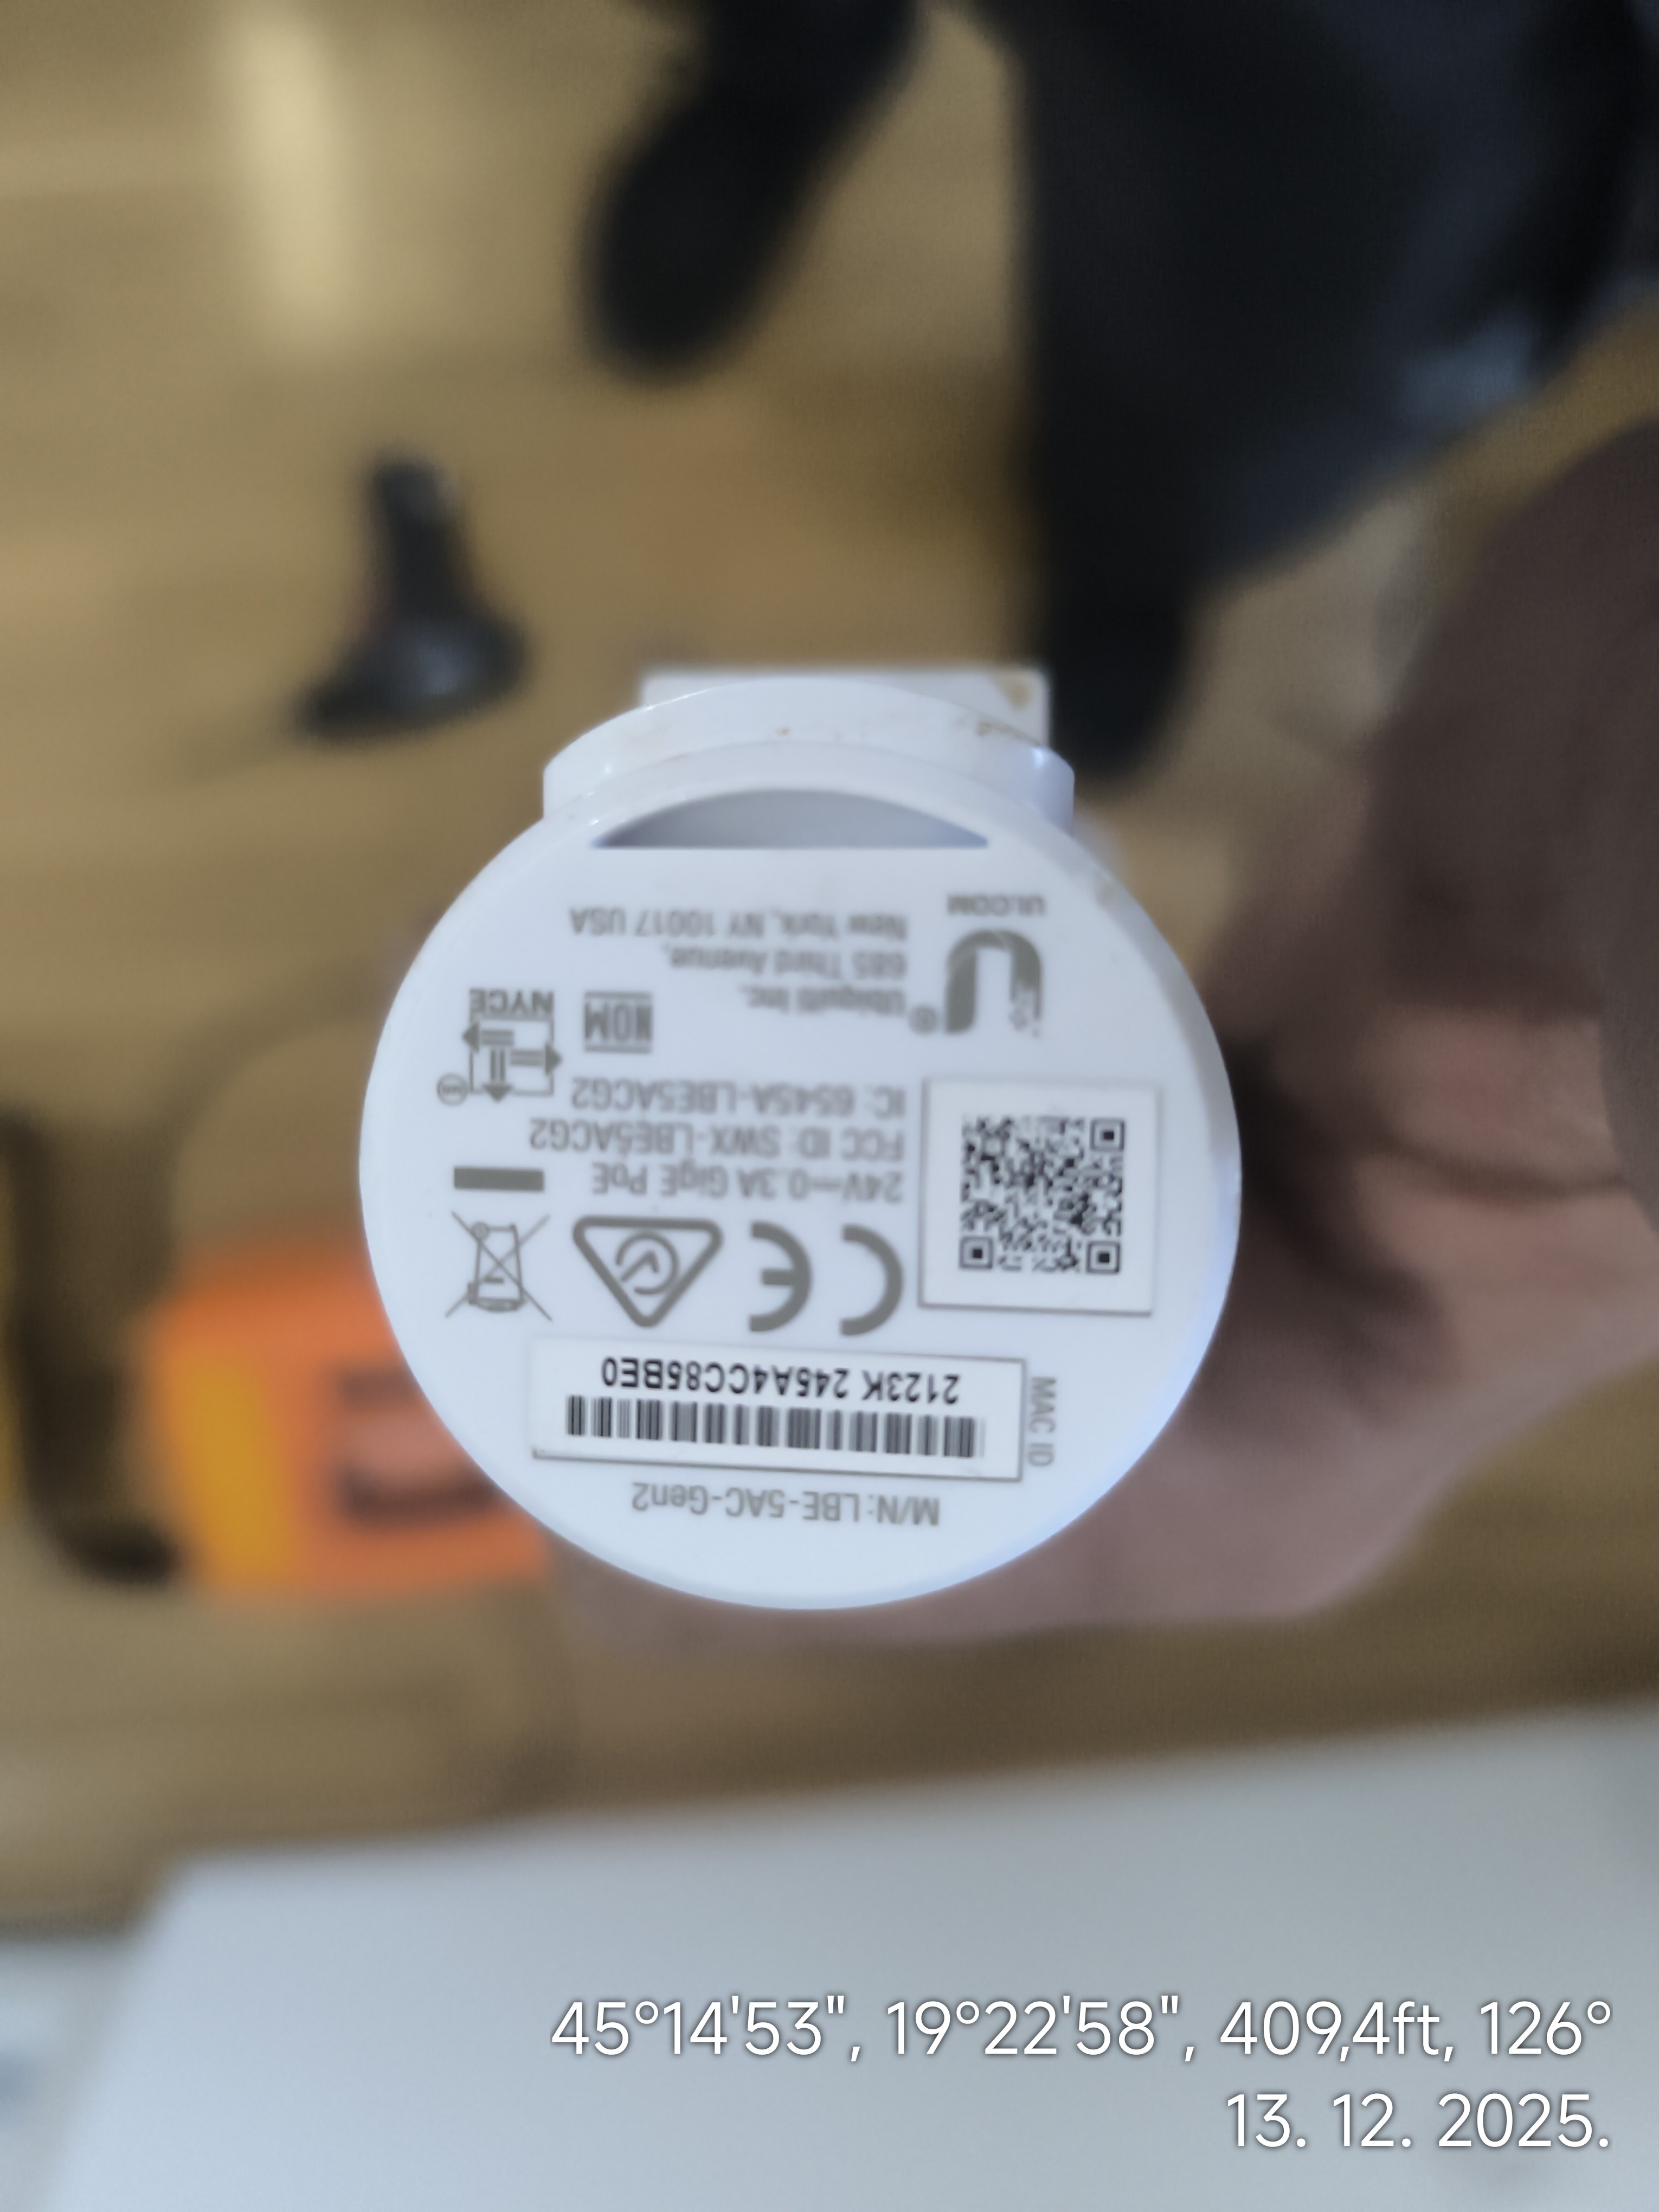 M/N: LBE-5AC-Gen2
MAC ID
2123K 245A4CC85BE0
24V⎓0.3A GigE PoE
FCC ID: SWX-LBE5ACG2
IC: 6545A-LBE5ACG2
NOM
NYCE
Ubiquiti Inc.
685 Third Avenue,
New York, NY 10017 USA
UI.COM
45°14'53", 19°22'58", 409,4ft, 126°
13. 12. 2025.